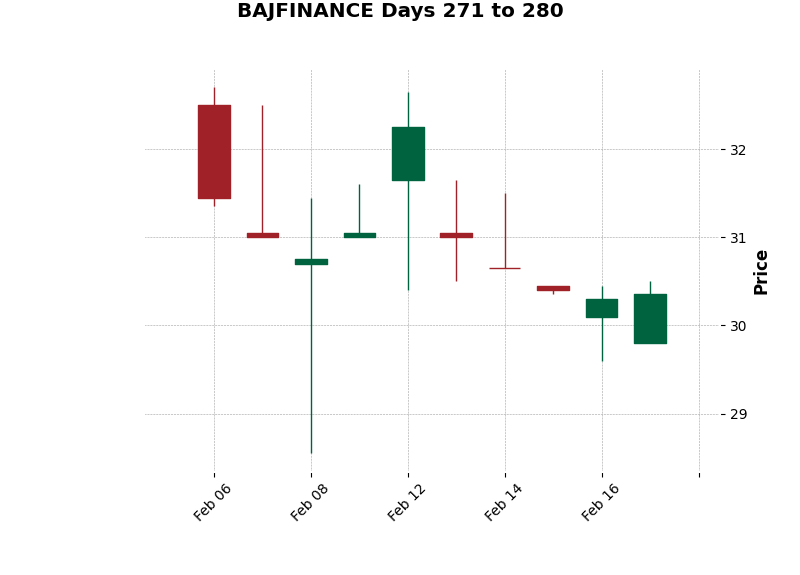 BAJFINANCE Days 271 to 280
32
31
30
29
Price
Feb 06
Feb 08
Feb 12
Feb 14
Feb 16